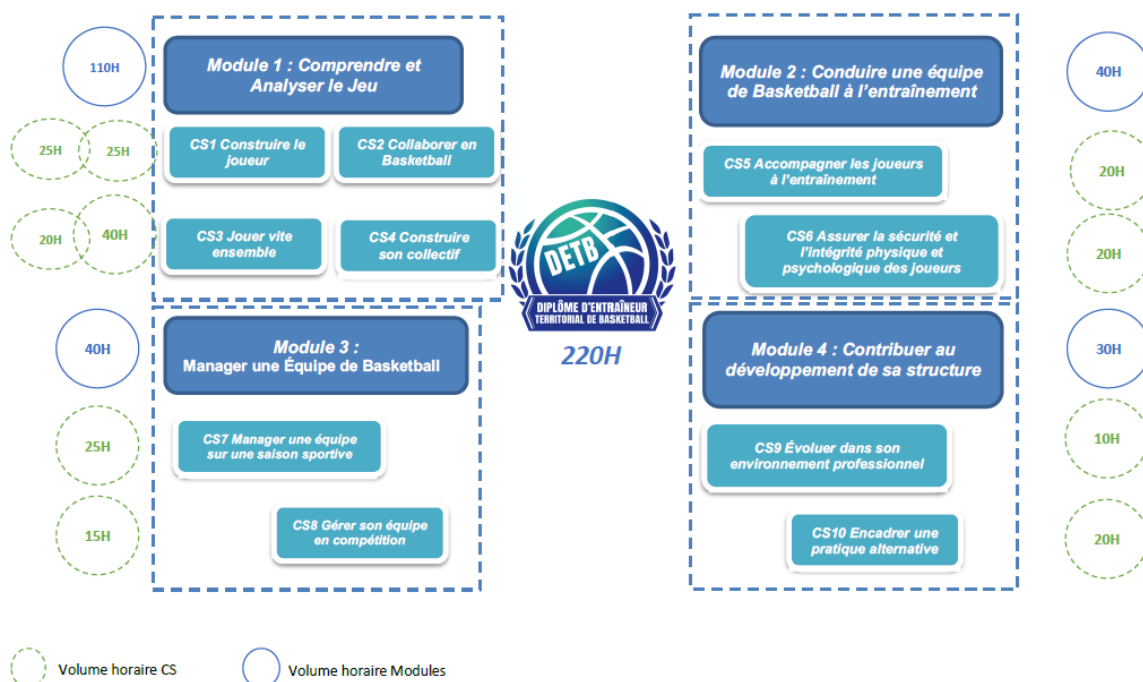 110H
Module 1 : Comprendre et
Analyser le Jeu
25H
25H
CS1 Construire le
joueur
CS2 Collaborer en
Basketball
20H
40H
CS3 Jouer vite
ensemble
CS4 Construire
son collectif
Module 2 : Conduire une équipe
de Basketball à l'entraînement
40H
CS5 Accompagner les joueurs
à l'entraînement
20H
CS6 Assurer la sécurité et
l'intégrité physique et
psychologique des joueurs
20H
DETB
DIPLÔME D'ENTRAÎNEUR
TERRITORIAL DE BASKETBALL
220H
40H
Module 3 :
Manager une Équipe de Basketball
25H
CS7 Manager une équipe
sur une saison sportive
15H
CS8 Gérer son équipe
en compétition
Module 4 : Contribuer au
développement de sa structure
30H
CS9 Évoluer dans son
environnement professionnel
10H
CS10 Encadrer une
pratique alternative
20H
Volume horaire CS
Volume horaire Modules